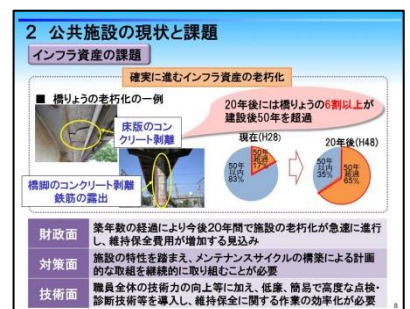 2 公共施設の現状と課題
インフラ資産の課題
確実に進むインフラ資産の老朽化
■ 橋りょうの老朽化の一例
床版のコン
クリート剥離
橋脚のコンクリート剥離
鉄筋の露出
20年後には橋りょうの6割以上が
建設後50年を超過
現在(H28)
50年
以内
83%
50年
超過
20年後(H48)
50年
以内
35%
50年
超過
65%
財政面
築年数の経過により今後20年間で施設の老朽化が急速に進行
し、維持保全費用が増加する見込み
対策面
施設の特性を踏まえ、メンテナンスサイクルの構築による計画
的な取組を継続的に取り組むことが必要
技術面
職員全体の技術力の向上等に加え、低廉、簡易で高度な点検・
診断技術等を導入し、維持保全に関する作業の効率化が必要
8